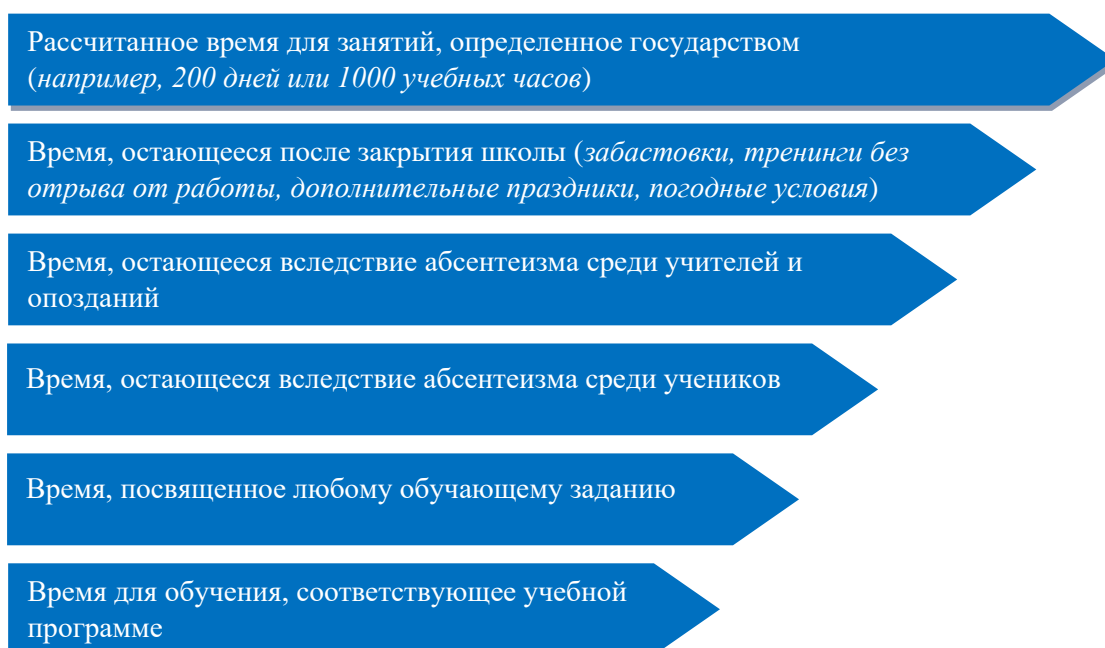 Рассчитанное время для занятий, определенное государством
(например, 200 дней или 1000 учебных часов)
Время, остающееся после закрытия школы (забастовки, тренинги без
отрыва от работы, дополнительные праздники, погодные условия)
Время, остающееся вследствие абсентеизма среди учителей и
опозданий
Время, остающееся вследствие абсентеизма среди учеников
Время, посвященное любому обучающему заданию
Время для обучения, соответствующее учебной
программе